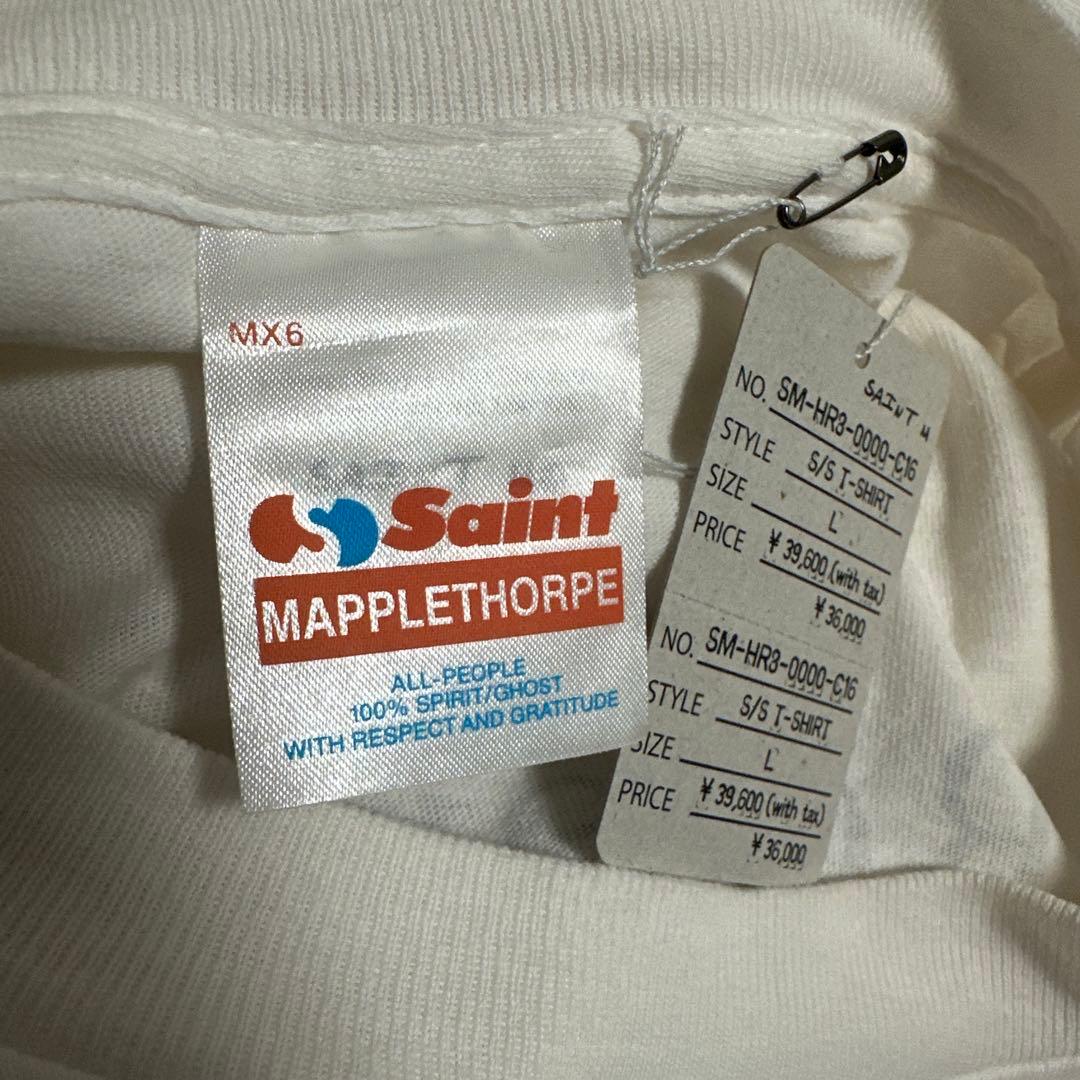 MX6
Saint
MAPPLETHORPE
ALL-PEOPLE
100% SPIRIT/GHOST
WITH RESPECT AND GRATITUDE
SAINT M
NO. SM-HR3-0000-C16
STYLE S/S T-SHIRT
SIZE L
PRICE ¥39,600 (with tax)
¥36,000
NO. SM-HR3-0000-C16
STYLE S/S T-SHIRT
SIZE L
PRICE ¥39,600 (with tax)
¥36,000